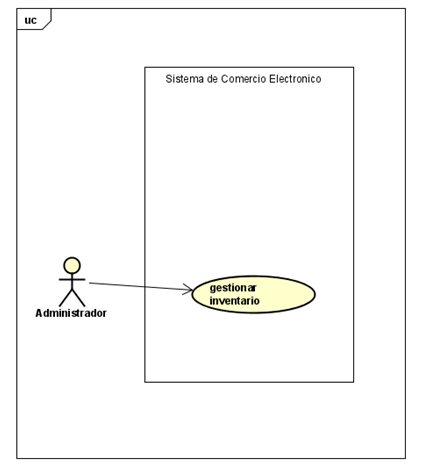 uc
Sistema de Comercio Electronico
gestionar
inventario
Administrador